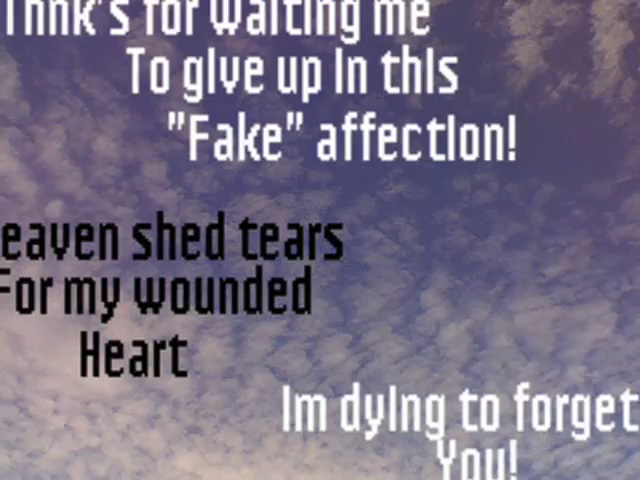 Thnk's for waiting me
To give up in this
"Fake" affection!
eaven shed tears
For my wounded
Heart
Im dying to forget
You!